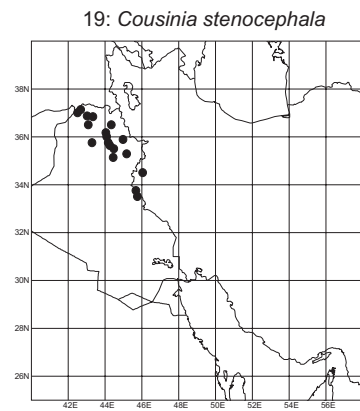 19: Cousinia stenocephala
38N
36N
34N
32N
30N
28N
26N
42E 44E 46E 48E 50E 52E 54E 56E